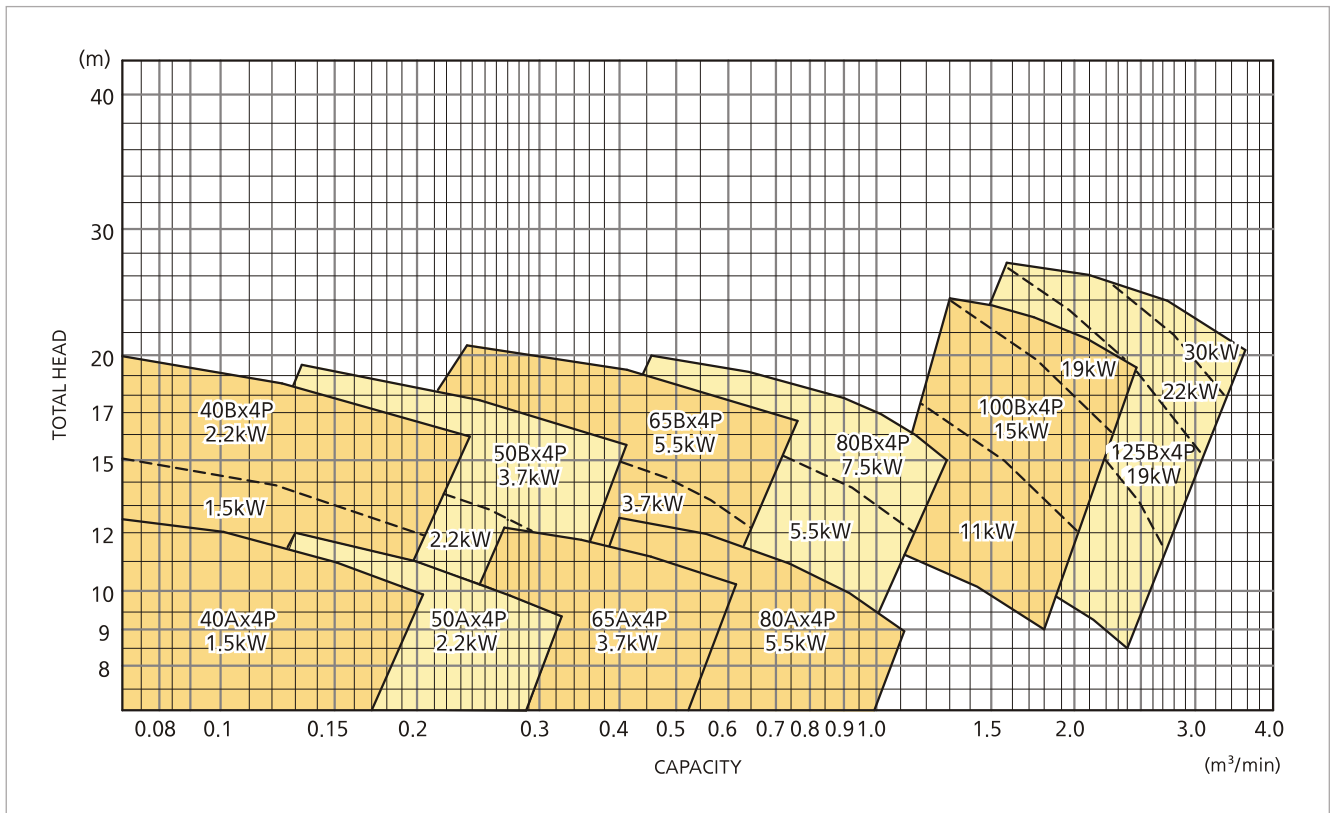 (m)
40
30
20
17
15
12
10
9
8
TOTAL HEAD
40Bx4P
2.2kW
1.5kW
50Bx4P
3.7kW
2.2kW
65Bx4P
5.5kW
3.7kW
80Bx4P
7.5kW
5.5kW
19kW
100Bx4P
15kW
11kW
30kW
22kW
125Bx4P
19kW
40Ax4P
1.5kW
50Ax4P
2.2kW
65Ax4P
3.7kW
80Ax4P
5.5kW
0.08 0.1 0.15 0.2 0.3 0.4 0.5 0.6 0.7 0.8 0.9 1.0 1.5 2.0 3.0 4.0
CAPACITY
(m³/min)